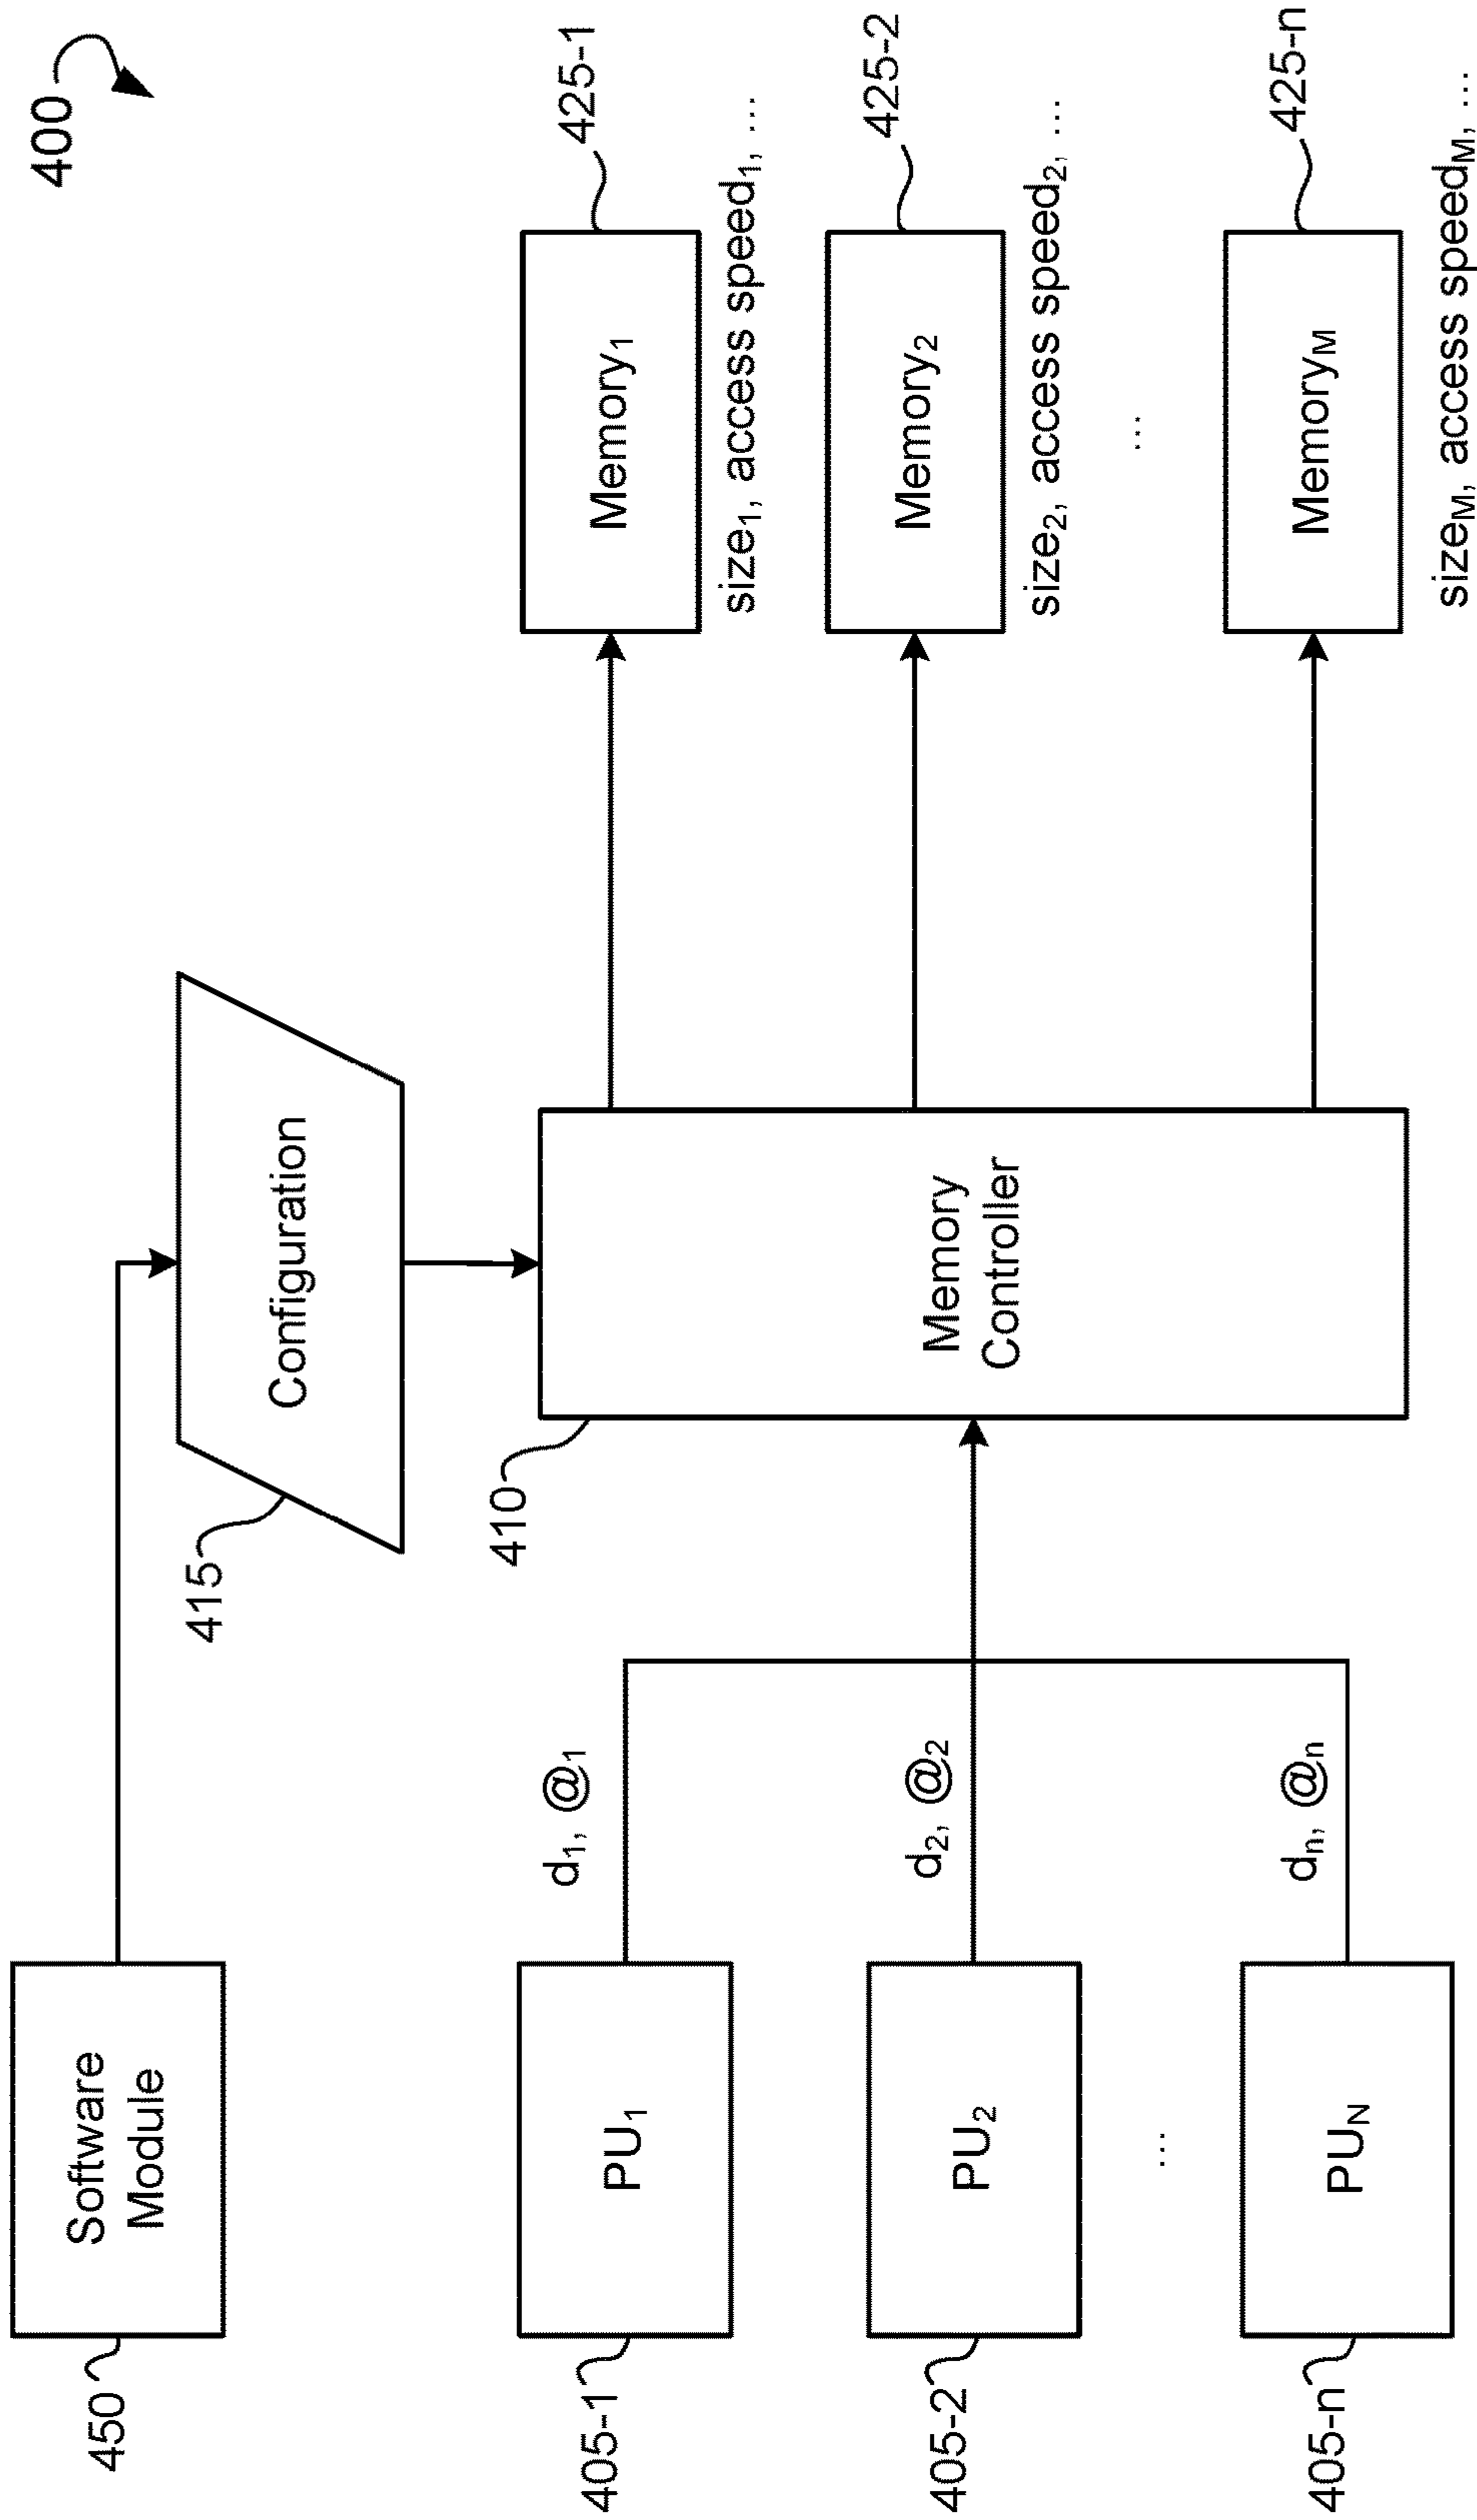 400
450
Software
Module
415
Configuration
410
Memory
Controller
405-1
PU1
d1, @1
405-2
PU2
d2, @2
...
405-n
PUN
dn, @n
425-1
Memory1
size1, access speed1, ...
425-2
Memory2
size2, access speed2, ...
...
425-n
MemoryM
sizeM, access speedM, ...